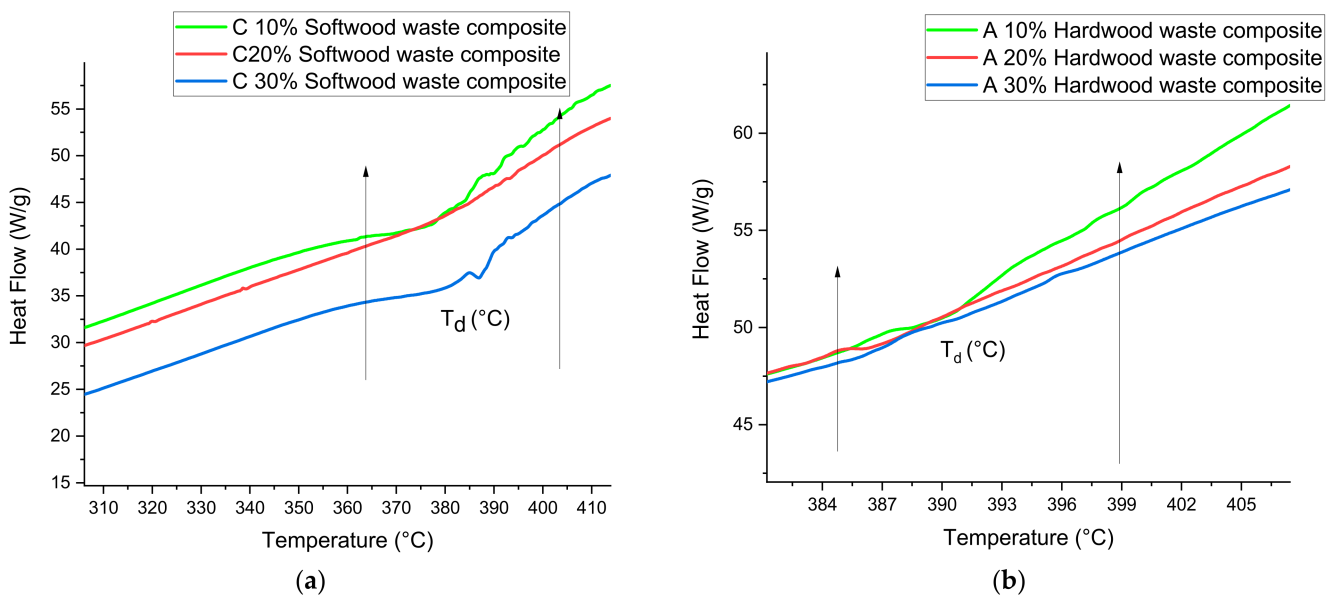 C 10% Softwood waste composite
C20% Softwood waste composite
C 30% Softwood waste composite
Heat Flow (W/g)
55
50
45
40
35
30
25
20
15
T_d (°C)
310 320 330 340 350 360 370 380 390 400 410
Temperature (°C)
(a)
A 10% Hardwood waste composite
A 20% Hardwood waste composite
A 30% Hardwood waste composite
Heat Flow (W/g)
60
55
50
45
T_d (°C)
384 387 390 393 396 399 402 405
Temperature (°C)
(b)